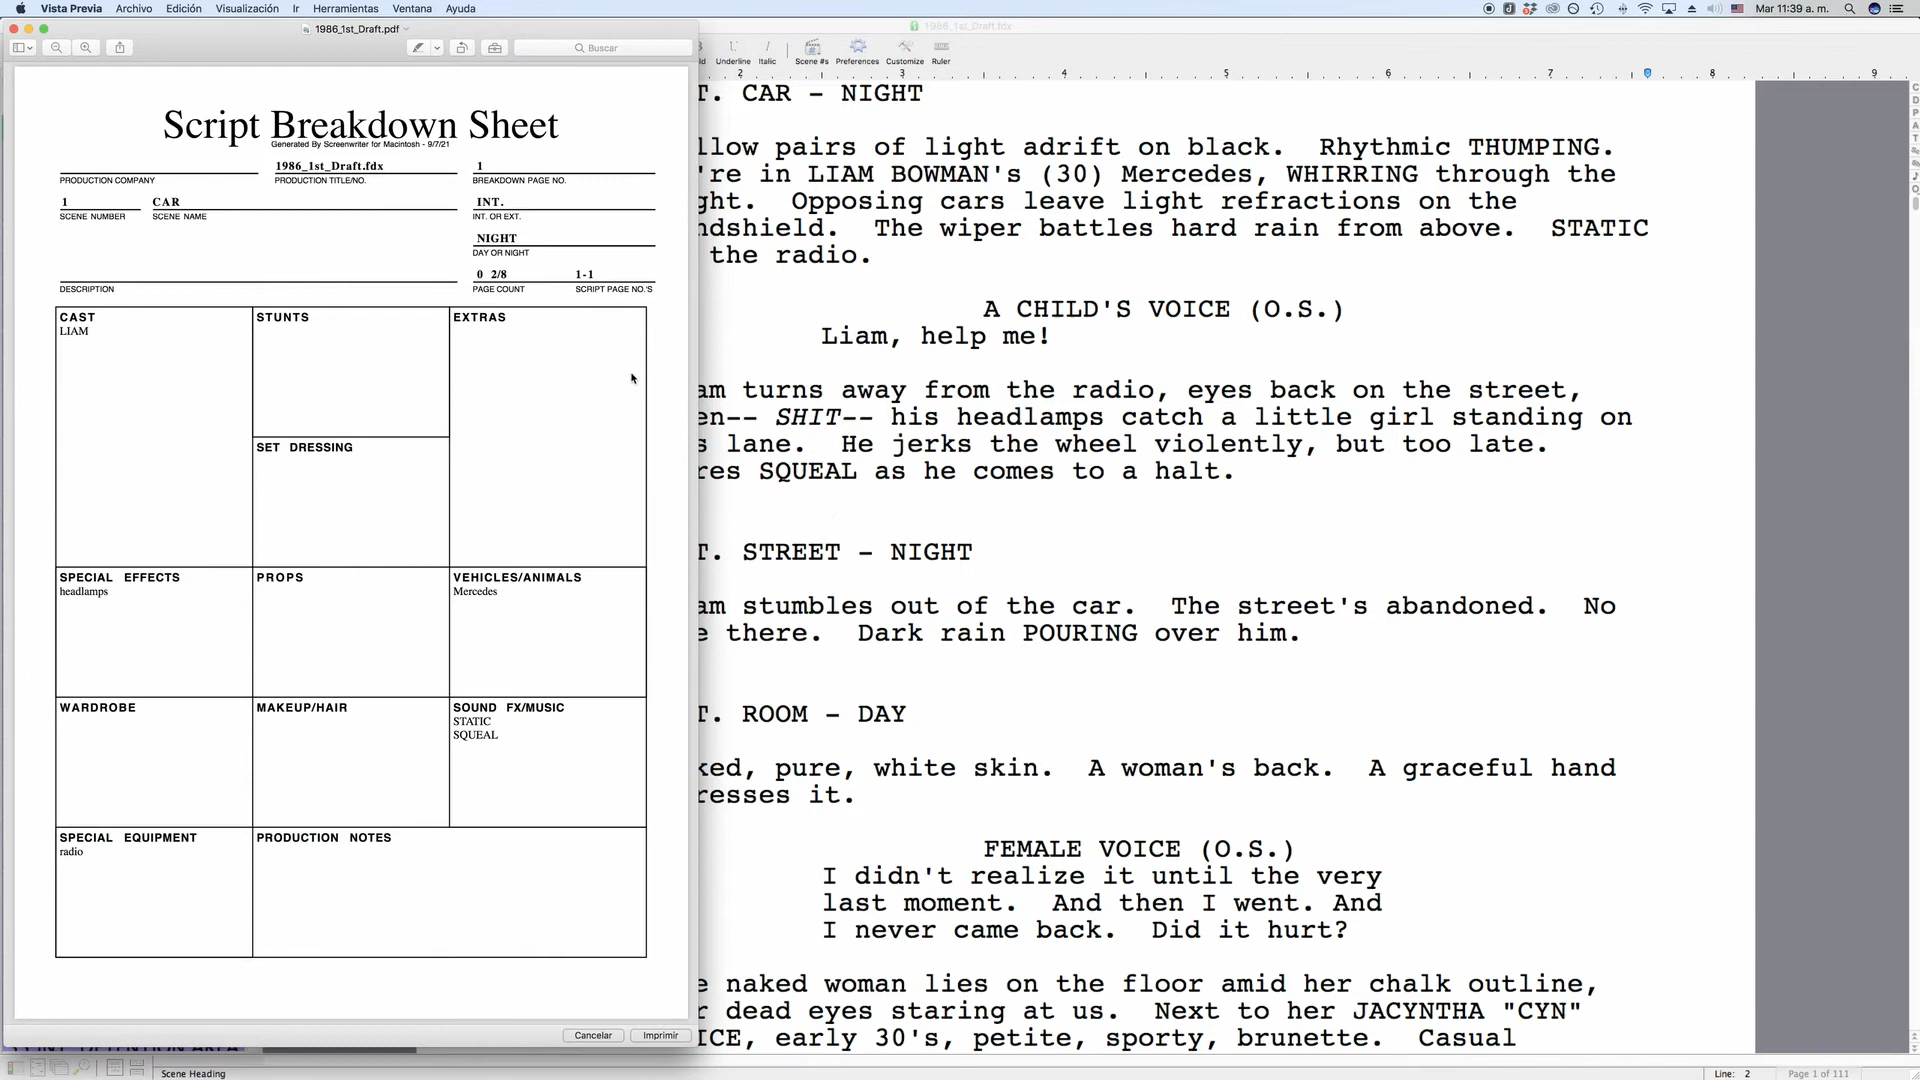 Vista Previa Archivo Edición Visualización Ir Herramientas Ventana Ayuda Mar 11:39 a. m.
1986_1st_Draft.pdf
1986_1st_Draft.fdx
Buscar
Underline Italic Scene #s Preferences Customize Ruler
2 3 4 5 6 7 8 9
Script Breakdown Sheet
Generated By Screenwriter for Macintosh - 9/7/21
1986_1st_Draft.fdx 1
PRODUCTION COMPANY PRODUCTION TITLE/NO. BREAKDOWN PAGE NO.
1 CAR INT.
SCENE NUMBER SCENE NAME INT. OR EXT.
NIGHT
DAY OR NIGHT
0 2/8 1-1
DESCRIPTION PAGE COUNT SCRIPT PAGE NO.'S
CAST STUNTS EXTRAS
LIAM
SET DRESSING
SPECIAL EFFECTS PROPS VEHICLES/ANIMALS
headlamps Mercedes
WARDROBE MAKEUP/HAIR SOUND FX/MUSIC
STATIC
SQUEAL
SPECIAL EQUIPMENT PRODUCTION NOTES
radio
Cancelar Imprimir
T. CAR - NIGHT
llow pairs of light adrift on black. Rhythmic THUMPING.
're in LIAM BOWMAN's (30) Mercedes, WHIRRING through the
ght. Opposing cars leave light refractions on the
ndshield. The wiper battles hard rain from above. STATIC
the radio.
A CHILD'S VOICE (O.S.)
Liam, help me!
am turns away from the radio, eyes back on the street,
en-- SHIT-- his headlamps catch a little girl standing on
s lane. He jerks the wheel violently, but too late.
res SQUEAL as he comes to a halt.
T. STREET - NIGHT
am stumbles out of the car. The street's abandoned. No
e there. Dark rain POURING over him.
T. ROOM - DAY
ked, pure, white skin. A woman's back. A graceful hand
resses it.
FEMALE VOICE (O.S.)
I didn't realize it until the very
last moment. And then I went. And
I never came back. Did it hurt?
e naked woman lies on the floor amid her chalk outline,
r dead eyes staring at us. Next to her JACYNTHA "CYN"
ICE, early 30's, petite, sporty, brunette. Casual
Scene Heading Line: 2 Page 1 of 111